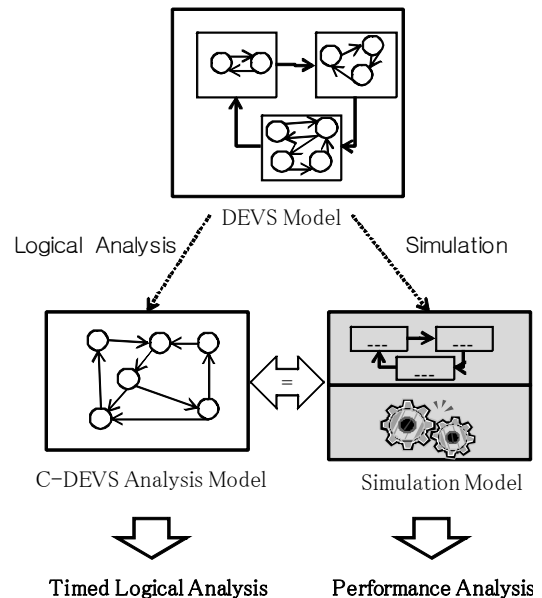 DEVS Model
Logical Analysis
Simulation
---
---
---
=
C-DEVS Analysis Model
Simulation Model
Timed Logical Analysis
Performance Analysis